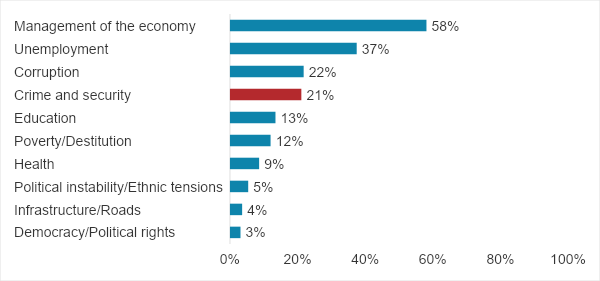 Management of the economy 58%
Unemployment 37%
Corruption 22%
Crime and security 21%
Education 13%
Poverty/Destitution 12%
Health 9%
Political instability/Ethnic tensions 5%
Infrastructure/Roads 4%
Democracy/Political rights 3%
0% 20% 40% 60% 80% 100%